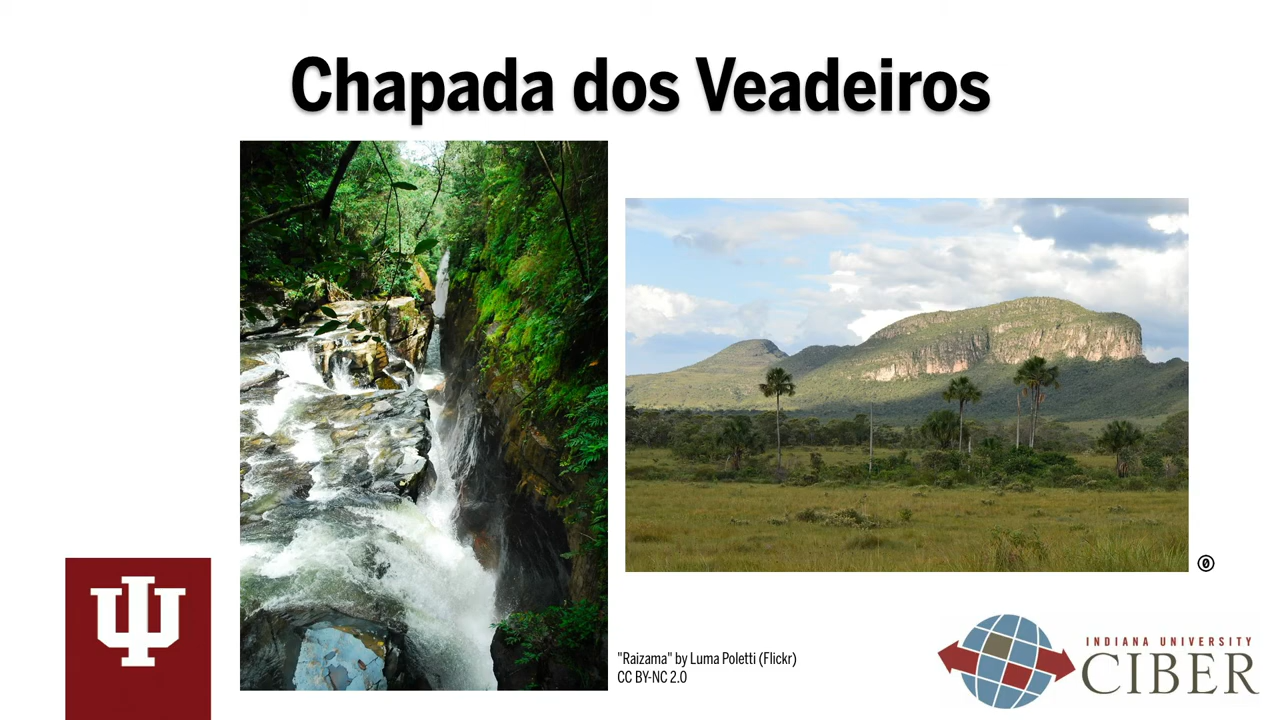 Chapada dos Veadeiros
"Raizama" by Luma Poletti (Flickr)
CC BY-NC 2.0
INDIANA UNIVERSITY
CIBER